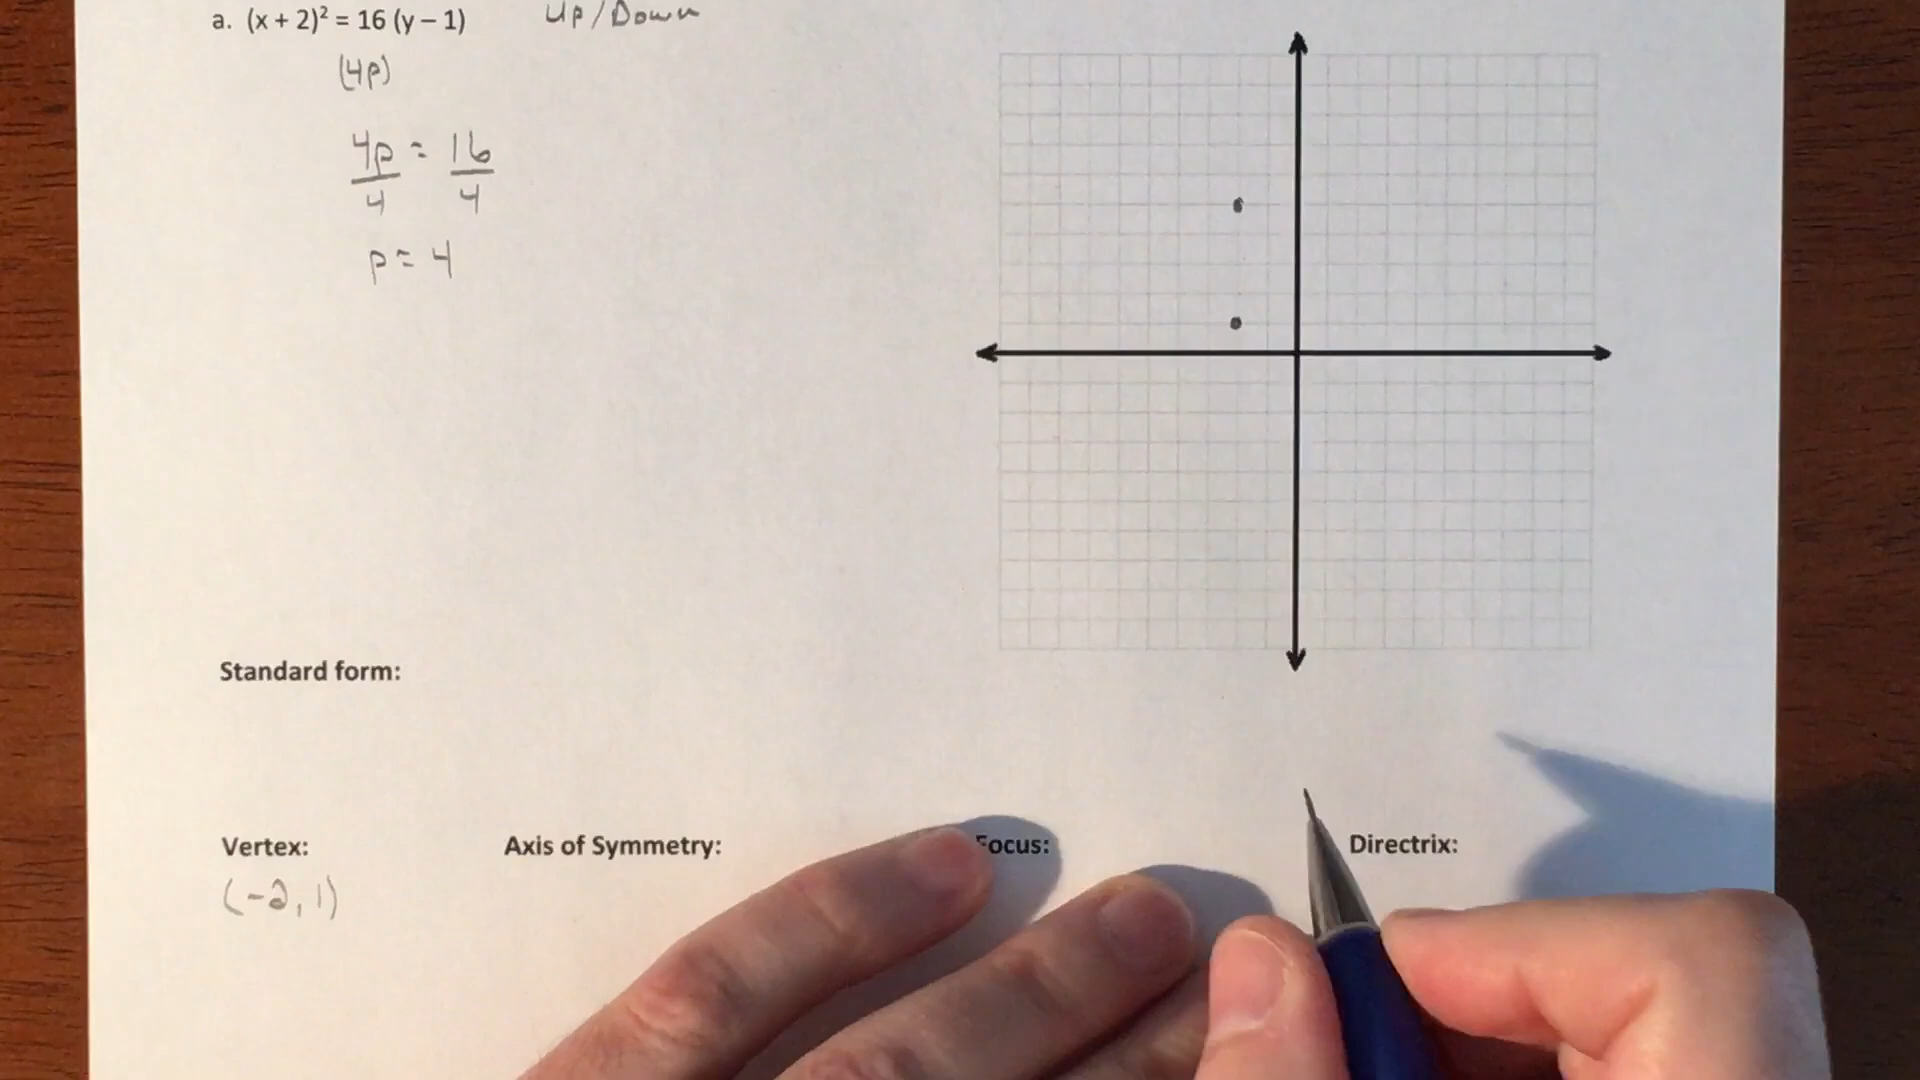 a. (x + 2)² = 16 (y – 1) Up/Down
(4p)
4p = 16
4 4
p = 4
Standard form:
Vertex: Axis of Symmetry: Focus: Directrix:
(-2, 1)